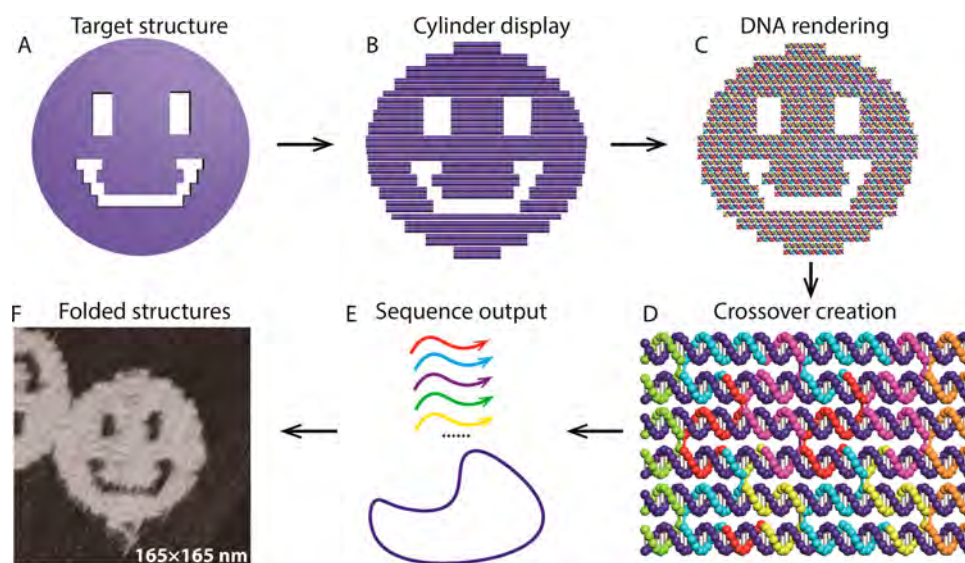 A Target structure
B Cylinder display
C DNA rendering
F Folded structures
E Sequence output
D Crossover creation
......
165×165 nm